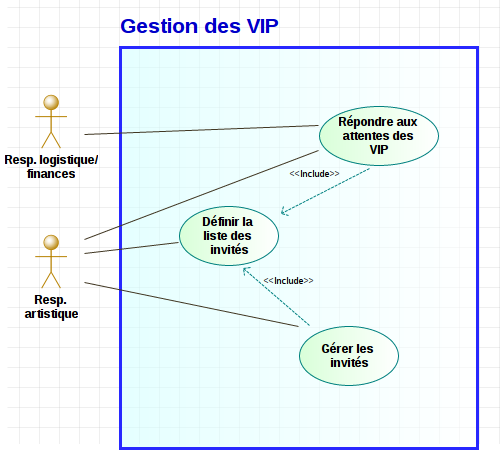 Gestion des VIP
Répondre aux
attentes des
VIP
Resp. logistique/
finances
<<Include>>
Définir la
liste des
invités
Resp.
artistique
<<Include>>
Gérer les
invités